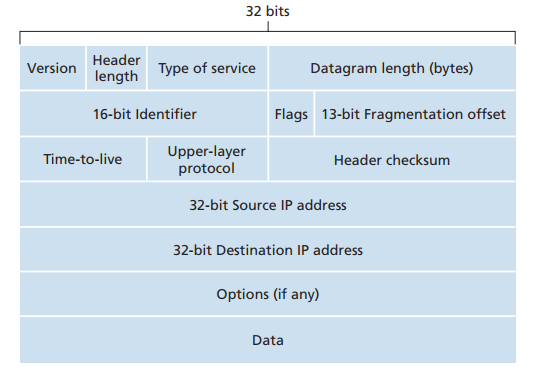 32 bits
Version
Header
length
Type of service
Datagram length (bytes)
16-bit Identifier
Flags
13-bit Fragmentation offset
Time-to-live
Upper-layer
protocol
Header checksum
32-bit Source IP address
32-bit Destination IP address
Options (if any)
Data